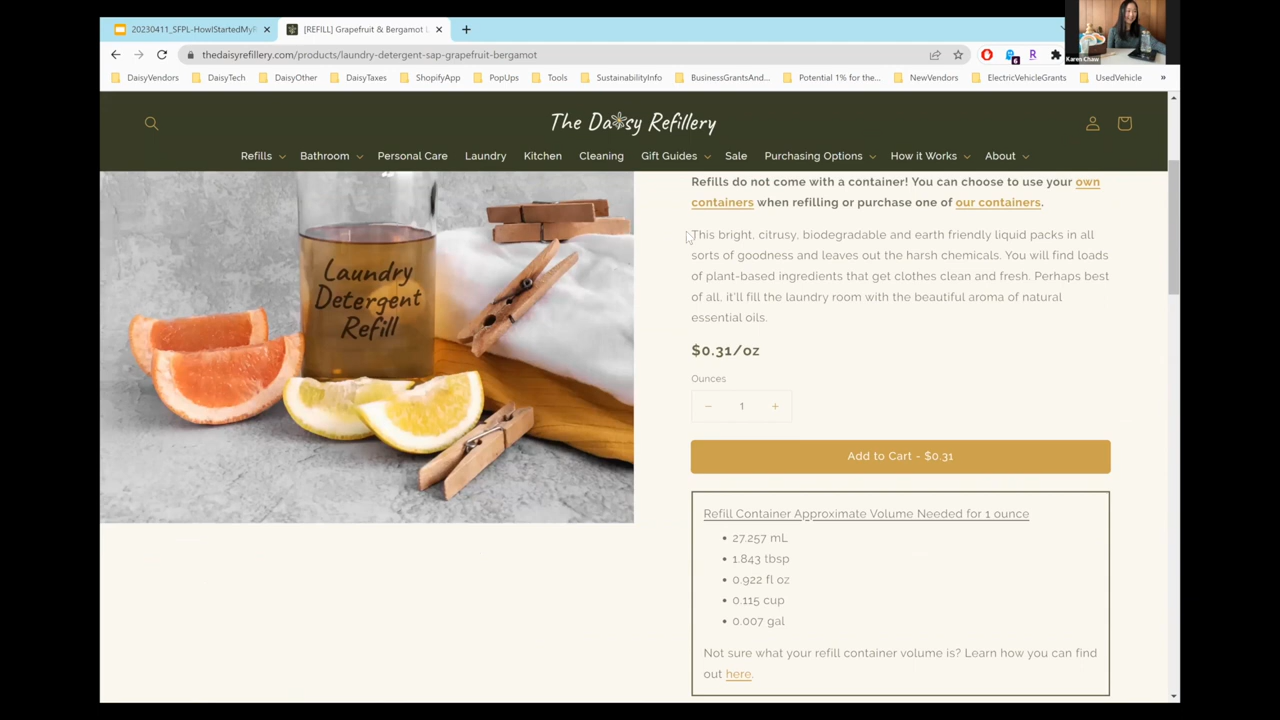 20230411_SFPL-HowIStartedMy
[REFILL] Grapefruit & Bergamot
thedaisyrefillery.com/products/laundry-detergent-sap-grapefruit-bergamot
DaisyVendors
DaisyTech
DaisyOther
DaisyTaxes
ShopifyApp
PopUps
Tools
SustainabilityInfo
BusinessGrantsAnd...
Potential 1% for the...
NewVendors
ElectricVehicleGrants
UsedVehicle
»
6
R
Karen Chaw
The Daisy Refillery
Refills
Bathroom
Personal Care
Laundry
Kitchen
Cleaning
Gift Guides
Sale
Purchasing Options
How it Works
About
Laundry
Detergent
Refill
Refills do not come with a container! You can choose to use your own
containers when refilling or purchase one of our containers.
This bright, citrusy, biodegradable and earth friendly liquid packs in all
sorts of goodness and leaves out the harsh chemicals. You will find loads
of plant-based ingredients that get clothes clean and fresh. Perhaps best
of all, it'll fill the laundry room with the beautiful aroma of natural
essential oils.
$0.31/oz
Ounces
− 1 +
Add to Cart - $0.31
Refill Container Approximate Volume Needed for 1 ounce
• 27.257 mL
• 1.843 tbsp
• 0.922 fl oz
• 0.115 cup
• 0.007 gal
Not sure what your refill container volume is? Learn how you can find
out here.